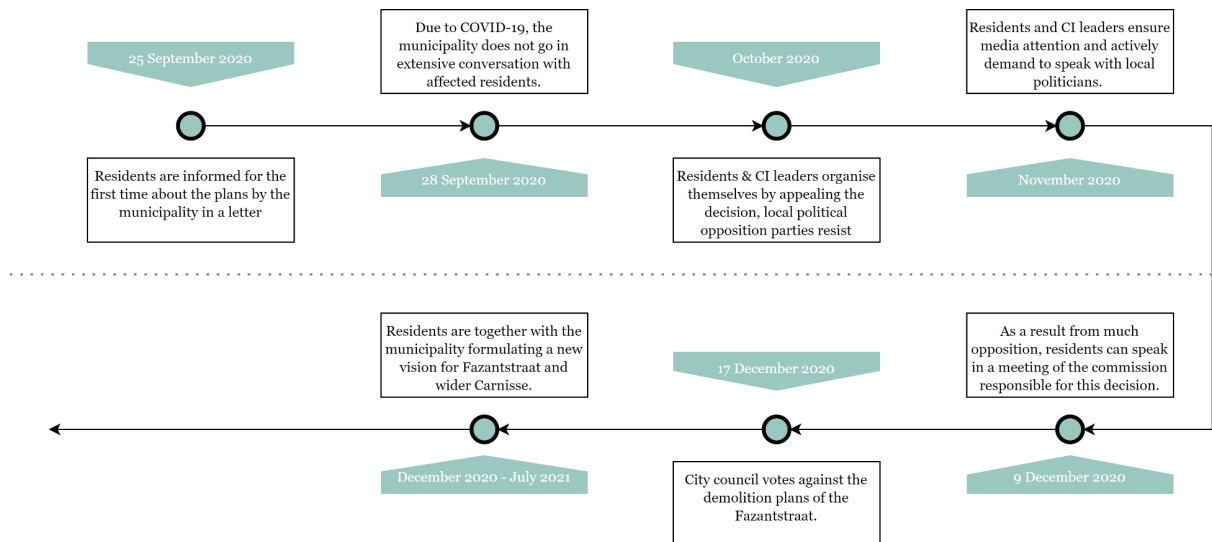 25 September 2020
Residents are informed for the
first time about the plans by the
municipality in a letter
Due to COVID-19, the
municipality does not go in
extensive conversation with
affected residents.
28 September 2020
October 2020
Residents & CI leaders organise
themselves by appealing the
decision, local political
opposition parties resist
Residents and CI leaders ensure
media attention and actively
demand to speak with local
politicians.
November 2020
As a result from much
opposition, residents can speak
in a meeting of the commission
responsible for this decision.
9 December 2020
17 December 2020
City council votes against the
demolition plans of the
Fazantstraat.
Residents are together with the
municipality formulating a new
vision for Fazantstraat and
wider Carnisse.
December 2020 - July 2021